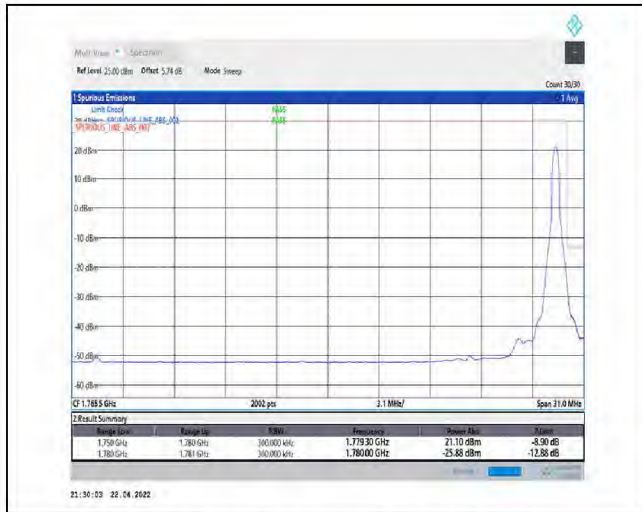 MultiView Spectrum
Ref Level 25.00 dBm Offset 5.74 dB Mode Sweep
Count 30/30
1 Spurious Emissions 1 Avg
Limit Check PASS
SPURIOUS_LINE_ABS_002 PASS
SPURIOUS_LINE_ABS_002
20 dBm
10 dBm
0 dBm
-10 dBm
-20 dBm
-30 dBm
-40 dBm
-50 dBm
-60 dBm
CF 1.7655 GHz 2002 pts 3.1 MHz/ Span 31.0 MHz
2 Result Summary
Range Low Range Up RBW Frequency Power Abs ΔLimit
1.750 GHz 1.780 GHz 300.000 kHz 1.77930 GHz 21.10 dBm -8.90 dB
1.780 GHz 1.781 GHz 300.000 kHz 1.78000 GHz -25.88 dBm -12.88 dB
21:30:03 22.04.2022